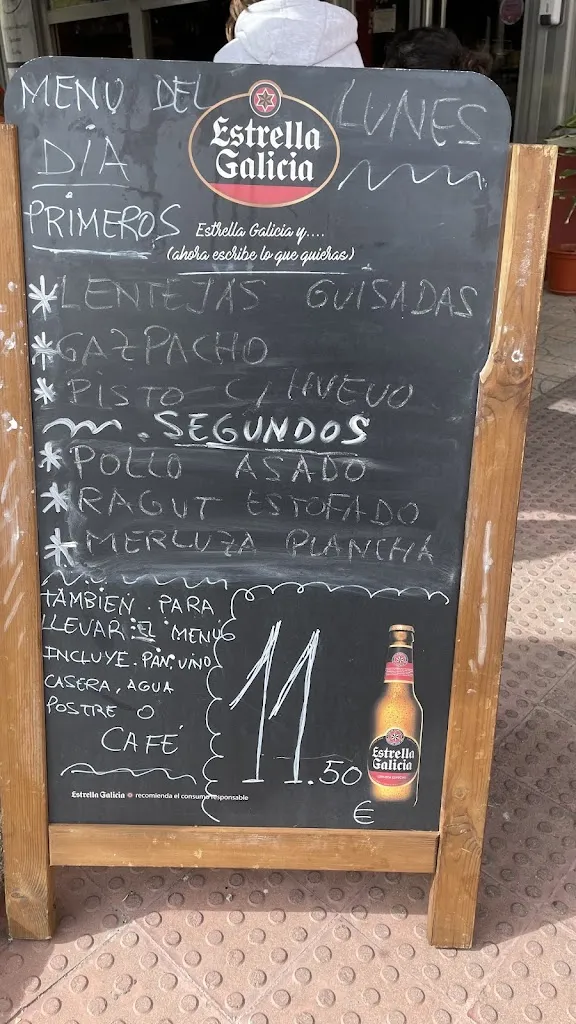 MENU DEL LUNES
DÍA
Estrella
Galicia
PRIMEROS
Estrella Galicia y....
(ahora escribe lo que quieras)
*LENTEJAS GUISADAS
*GAZPACHO
*PISTO C/HUEVO
SEGUNDOS
*POLLO ASADO
*RAGUT ESTOFADO
*MERLUZA PLANCHA
TAMBIEN. PARA
LLEVAR EL MENÚ
INCLUYE. PAN. VINO
CASERA, AGUA
POSTRE O
CAFÉ
11.50
€
Estrella
Galicia
Estrella Galicia recomienda el consumo responsable